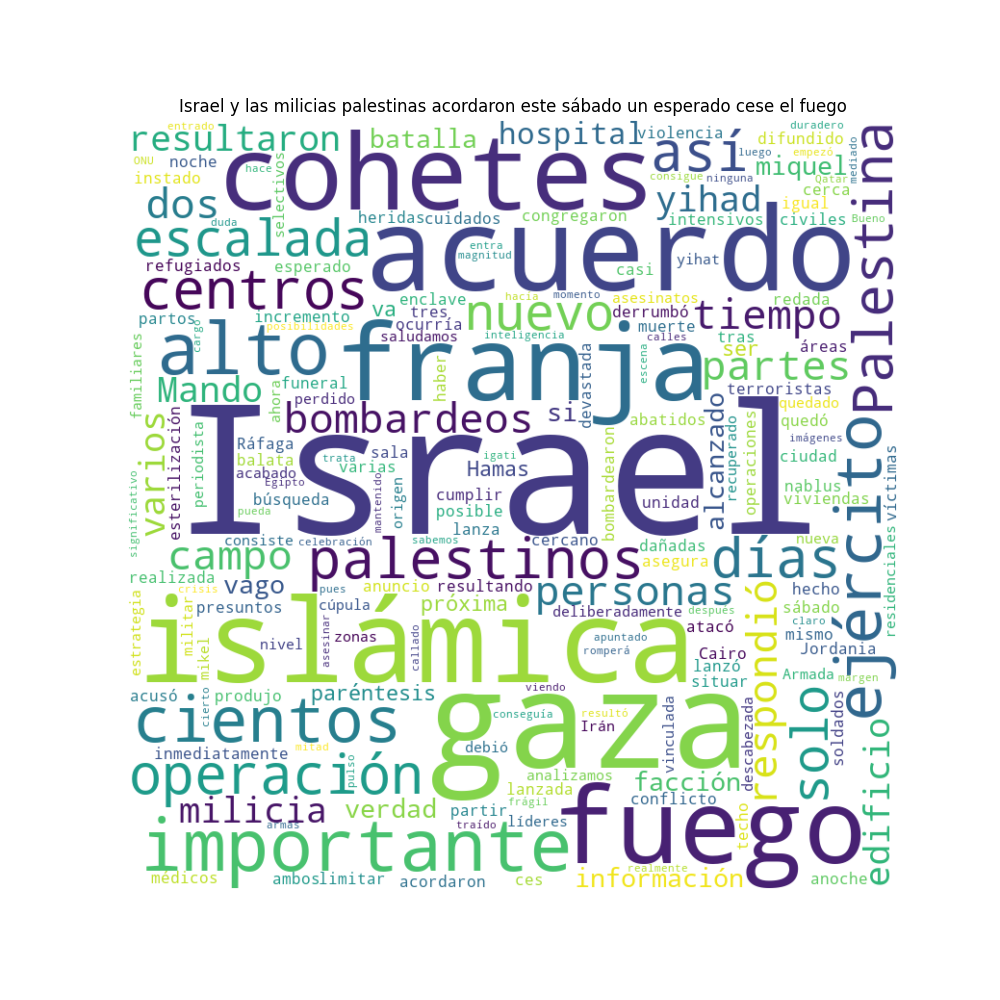 Israel y las milicias palestinas acordaron este sábado un esperado cese el fuego
entrado
resultaron
batalla
hospital
violencia
así
duradero
difundido
luego
empezó
mediado
ONU
noche
hace
instado
selectivos
cohetes
miquel
consigue
ninguna
Qatar
cerca
Palestina
dos
yihad
igual
Bueno
duda
heridas
cuidados
congregaron
intensivos
civiles
escalada
acuerdo
entra
magnitud
yihat
refugiados
esperado
casi
áreas
centros
hacia
momento
asesinatos
redada
enclave
nuevo
derrumbó
tiempo
partos
incremento
va
tres
ocurría
saludamos
muerte
tras
posibilidades
inteligencia
calles
cargo
alto
franja
ser
partes
familiares
Mando
funeral
perdido
ahora
haber
escena
devastada
terroristas
quedado
bombardeos
si
abatidos
alcanzado
recuperado
operaciones
quedó
varios
esterilización
periodista
Israel
Ráfaga
balata
acabado
Egipto
búsqueda
trata
sala
varias
mantenido
origen
igati
Hamas
cumplir
posible
lanza
bombardearon
unidad
imágenes
ciudad
nablus
viviendas
víctimas
significativo
pueda
consiste
celebración
sabemos
cercano
dañadas
nueva
ejército
campo
palestinos
asegura
días
residenciales
realizada
crisis
vago
pues
anuncio
resultando
personas
hecho
estrategia
militar
mikel
presuntos
cúpula
próxima
deliberadamente
después
respondió
sábado
claro
mismo
islámica
nivel
asesinar
zonas
callado
apuntado
romperá
atacó
Cairo
Jordania
lanzó
situar
Armada
margen
acusó
cierto
produjo
paréntesis
viendo
gaza
solo
soldados
cientos
conseguía
resultó
Irán
vinculada
descabezada
inmediatamente
mitad
debió
pulso
operación
analizamos
lanzada
facción
edificio
milicia
verdad
frágil
partir
conflicto
techo
importante
armas
traído
líderes
fuego
médicos
ambos
limitar
acordaron
ces
realmente
información
anoche